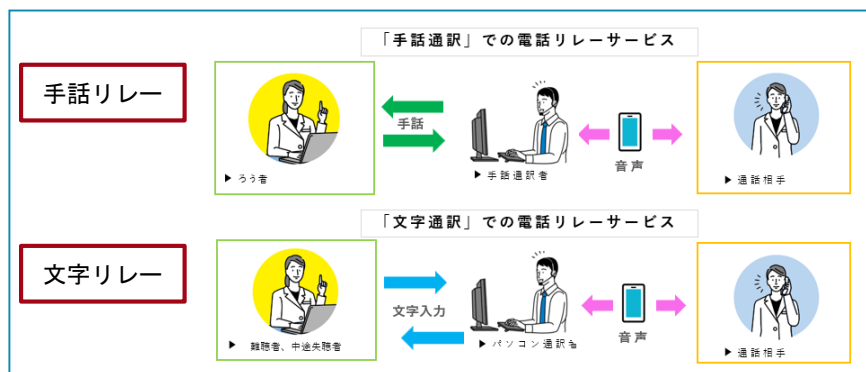 「手話通訳」での電話リレーサービス
手話リレー
手話
音声
▶ ろう者
▶ 手話通訳者
▶ 通話相手
「文字通訳」での電話リレーサービス
文字リレー
文字入力
音声
▶ 難聴者、中途失聴者
▶ パソコン通訳者
▶ 通話相手